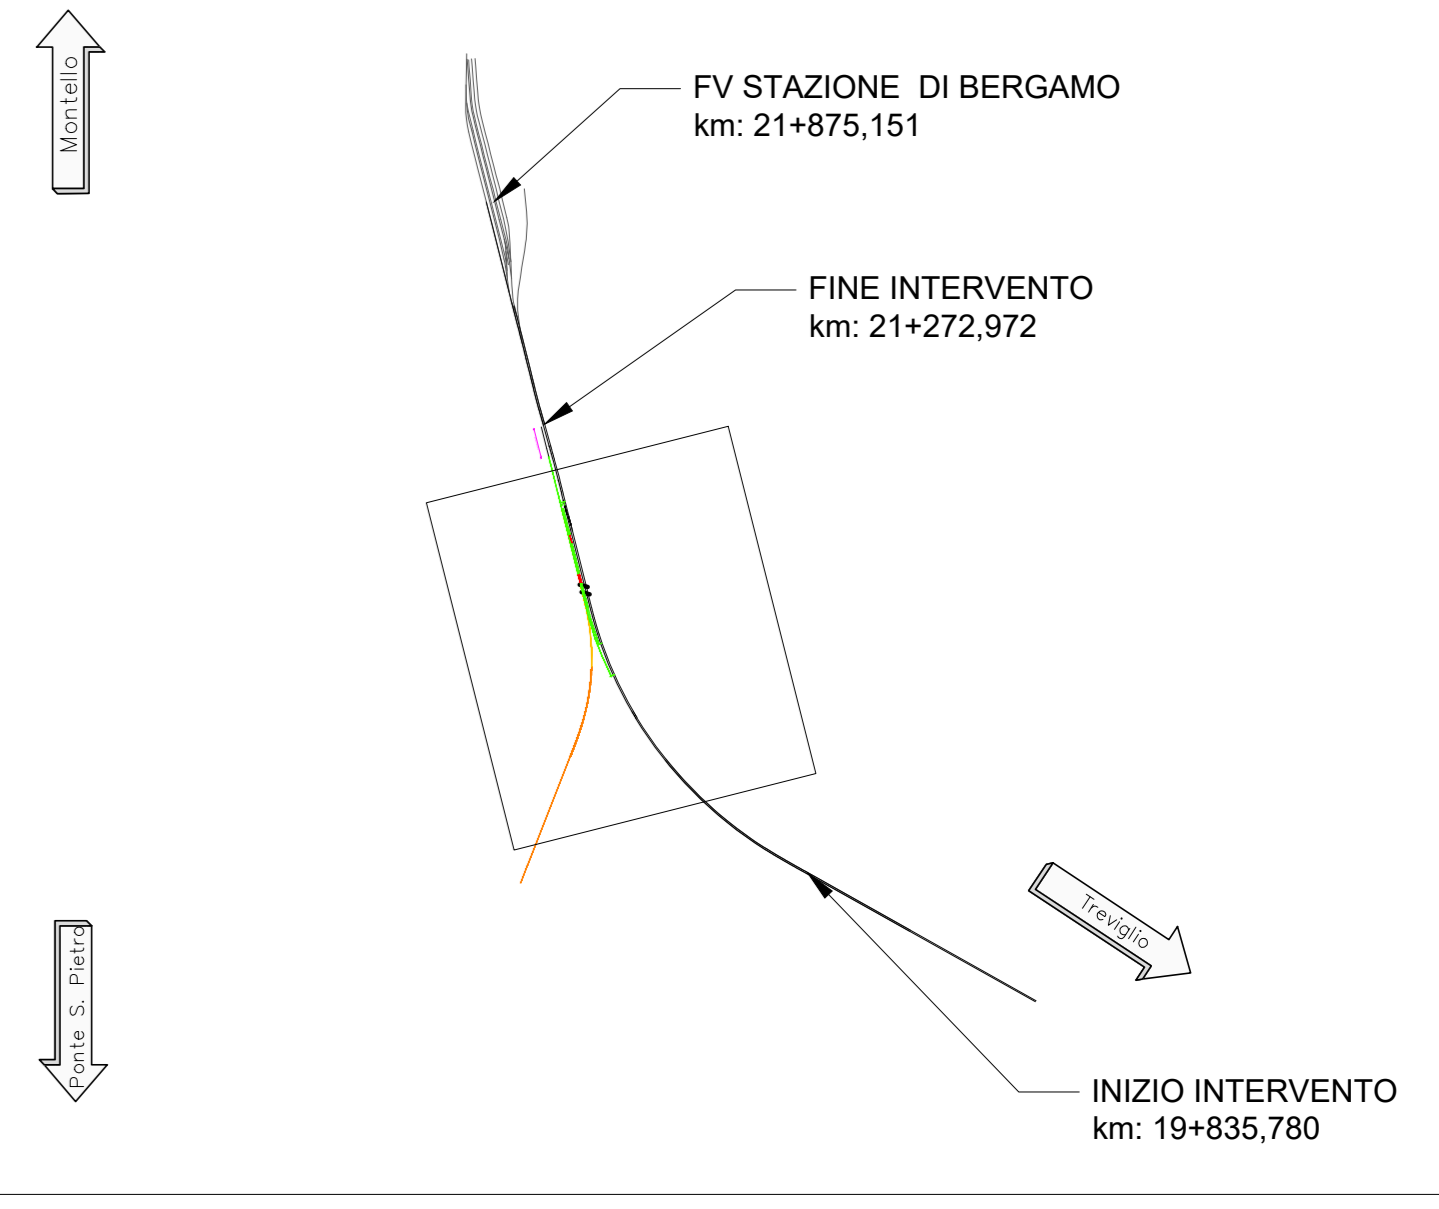 Montello
FV STAZIONE DI BERGAMO
km: 21+875,151
FINE INTERVENTO
km: 21+272,972
Treviglio
Ponte S. Pietro
INIZIO INTERVENTO
km: 19+835,780